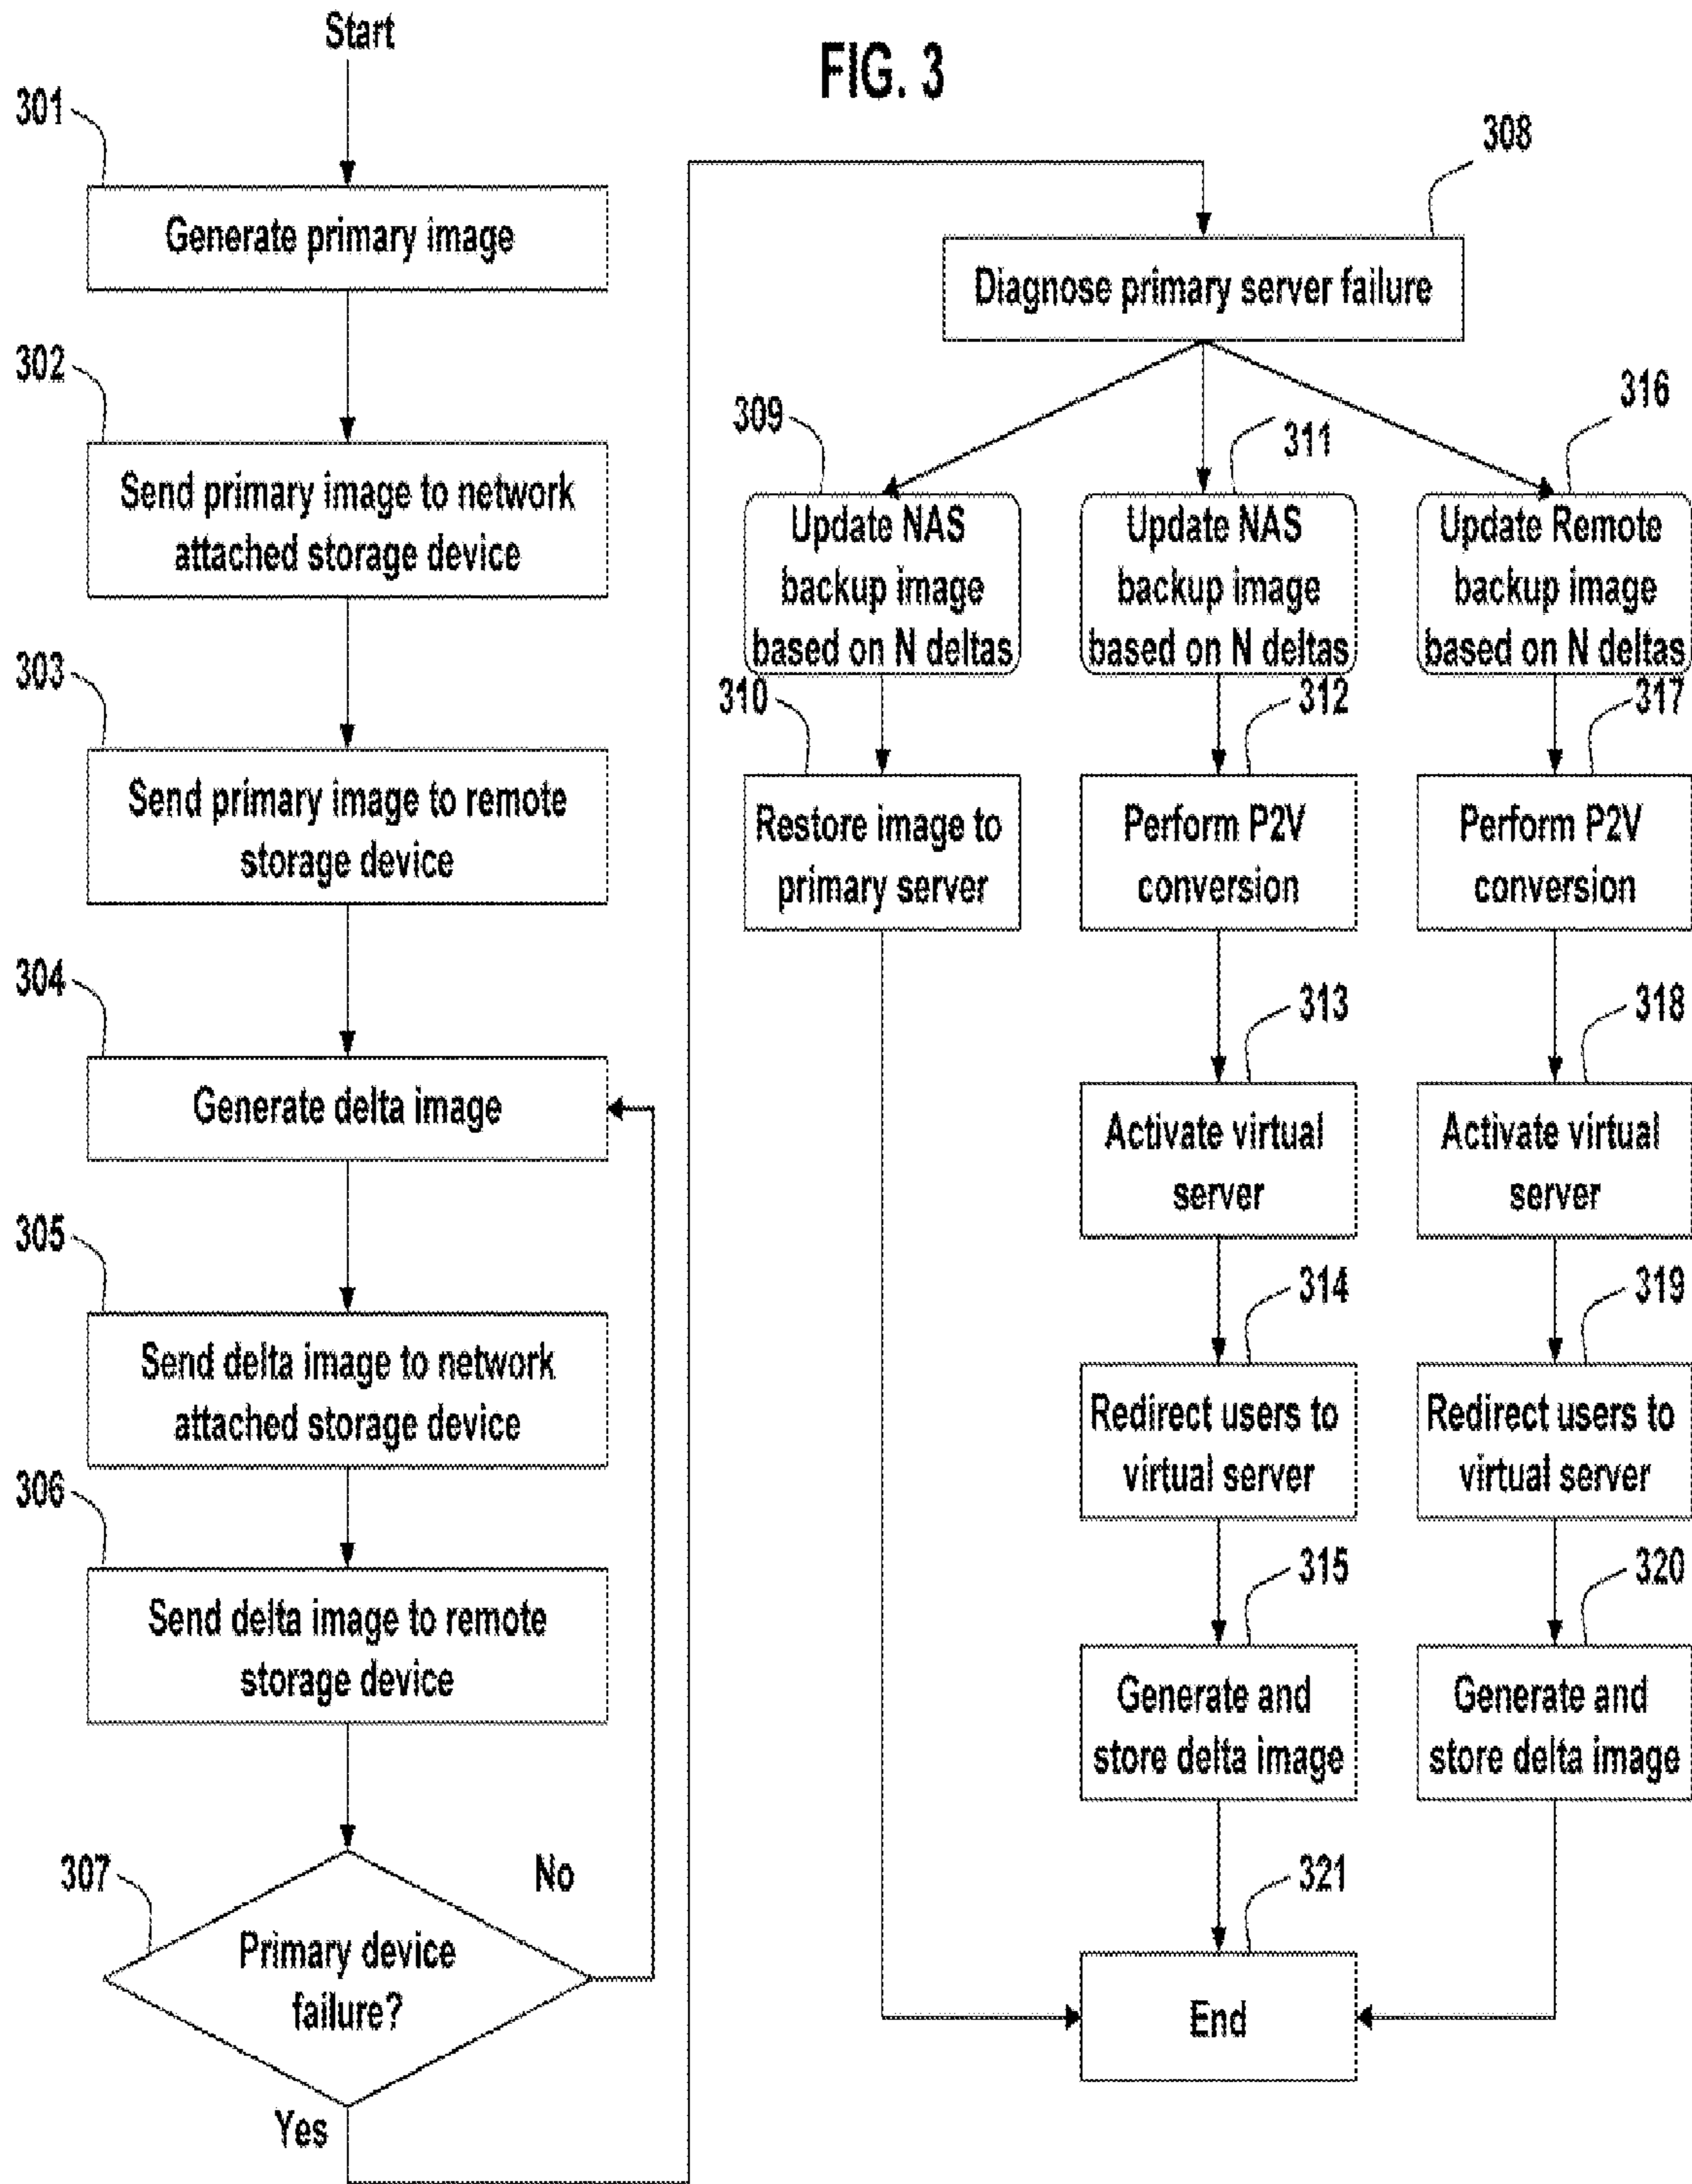 Start
FIG. 3
301
Generate primary image
302
Send primary image to network
attached storage device
303
Send primary image to remote
storage device
304
Generate delta image
305
Send delta image to network
attached storage device
306
Send delta image to remote
storage device
307
No
Primary device
failure?
Yes
308
Diagnose primary server failure
309
Update NAS
backup image
based on N deltas
310
Restore image to
primary server
311
Update NAS
backup image
based on N deltas
312
Perform P2V
conversion
313
Activate virtual
server
314
Redirect users to
virtual server
315
Generate and
store delta image
316
Update Remote
backup image
based on N deltas
317
Perform P2V
conversion
318
Activate virtual
server
319
Redirect users to
virtual server
320
Generate and
store delta image
321
End